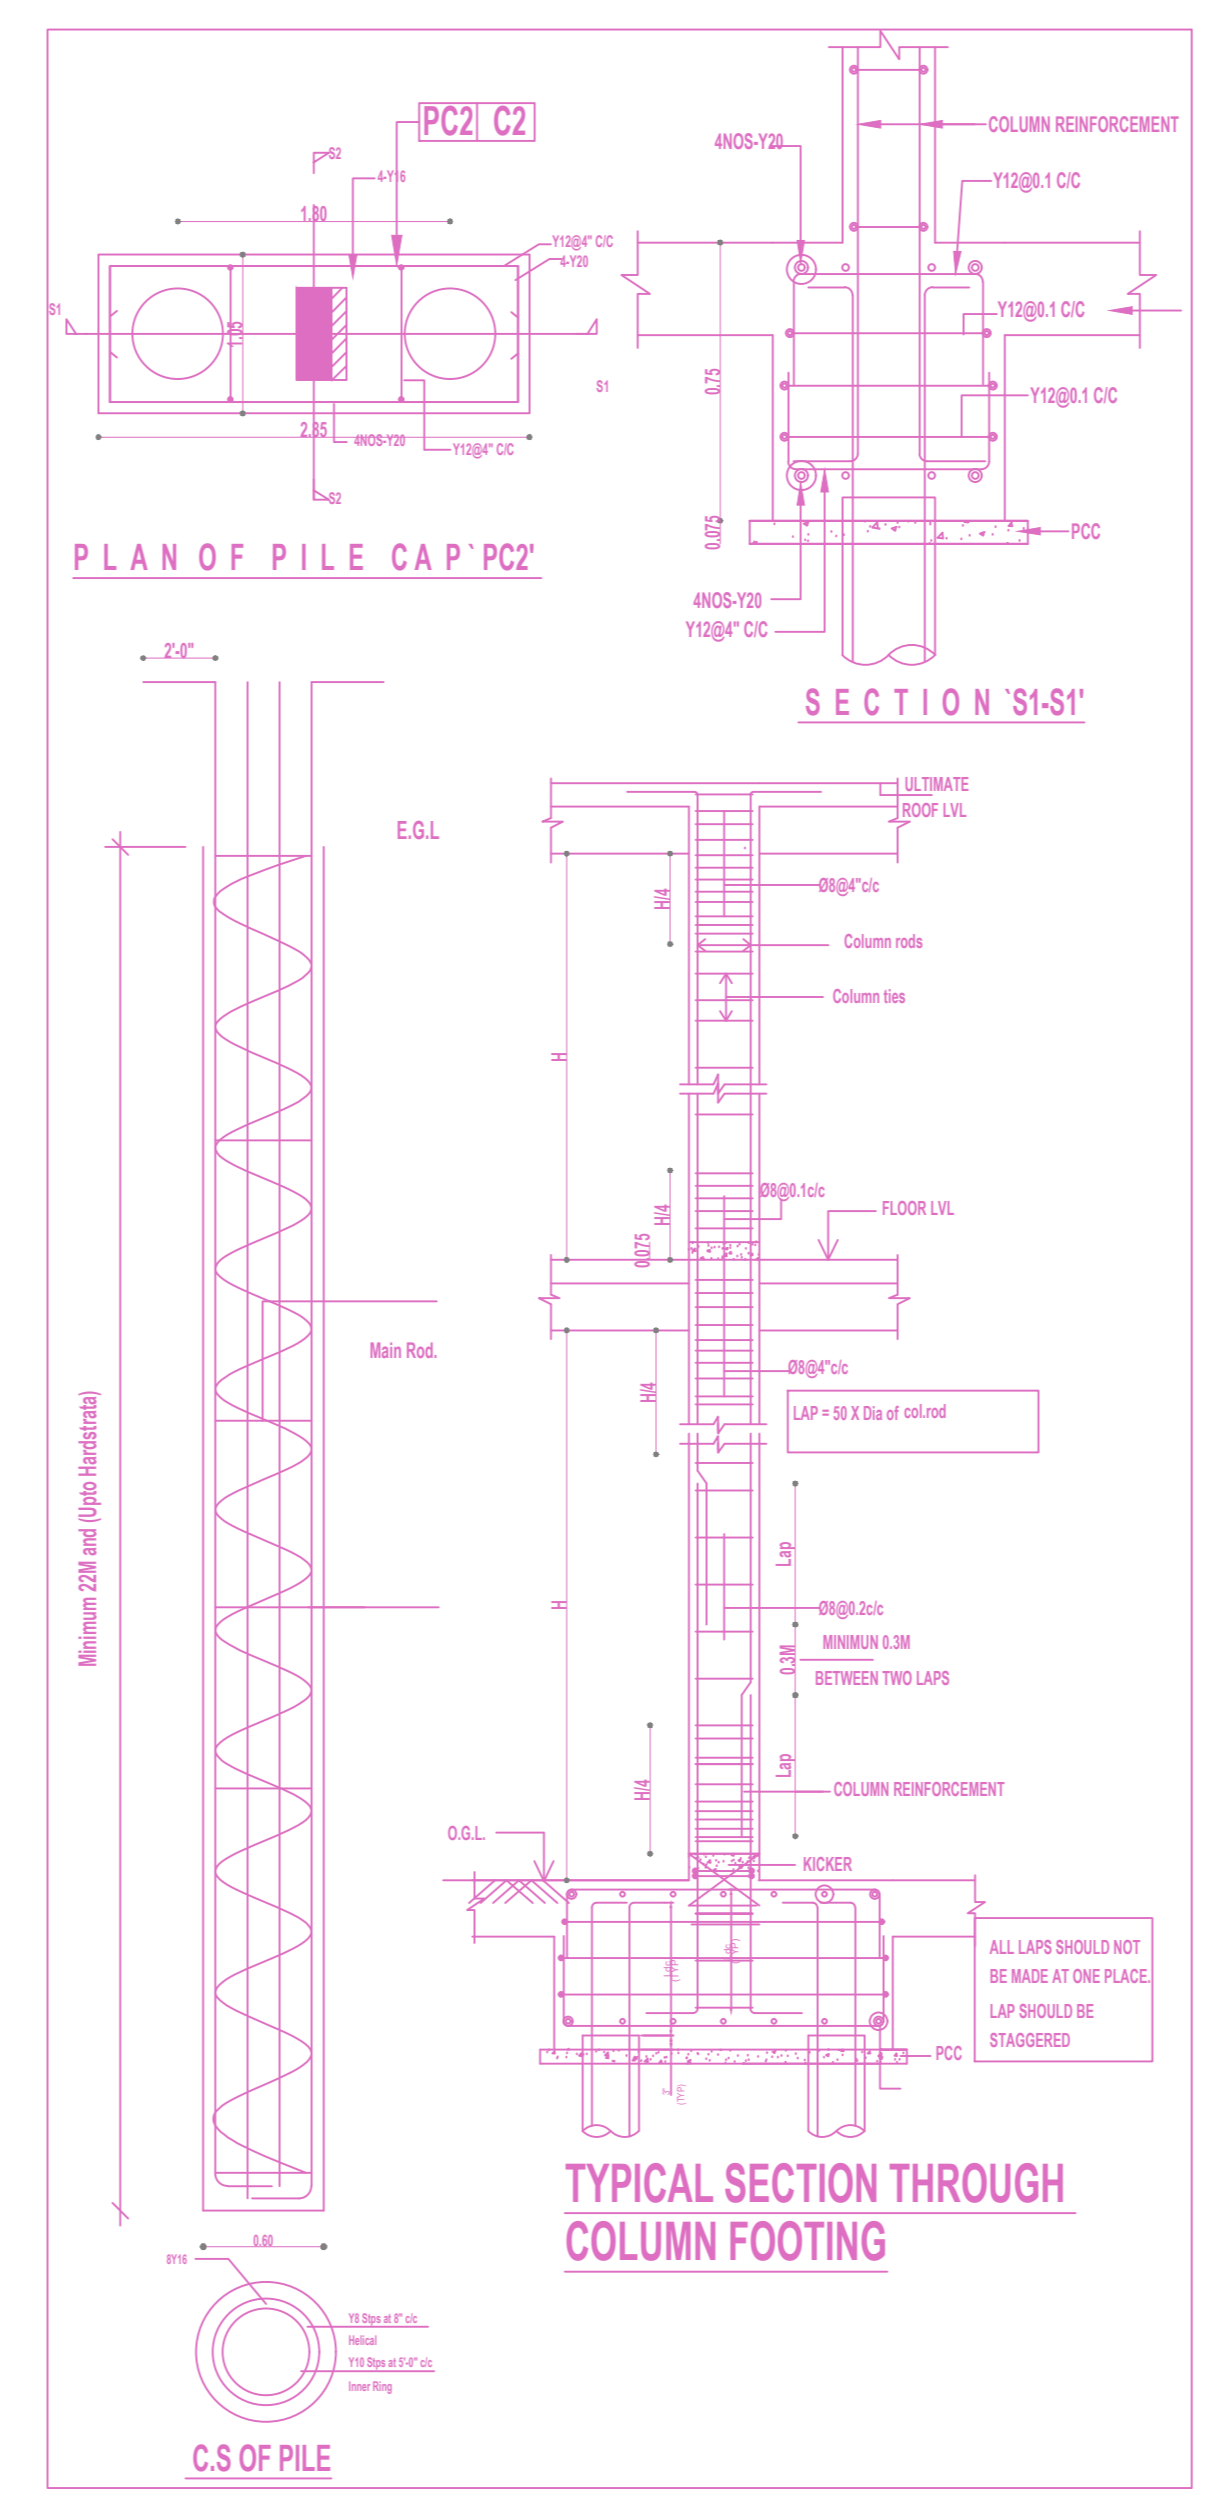 PC2 C2
S2
4-Y16
1.80
Y12@4" C/C
4-Y20
S1
1.05
S1
2.85
4NOS-Y20
Y12@4" C/C
S2
PLAN OF PILE CAP `PC2'
COLUMN REINFORCEMENT
4NOS-Y20
Y12@0.1 C/C
Y12@0.1 C/C
0.75
Y12@0.1 C/C
0.075
PCC
4NOS-Y20
Y12@4" C/C
SECTION `S1-S1'
2'-0"
E.G.L
Main Rod.
Minimum 22M and (Upto Hardstrata)
0.60
8Y16
Y8 Stps at 8" c/c
Helical
Y10 Stps at 5'-0" c/c
Inner Ring
C.S OF PILE
ULTIMATE
ROOF LVL
Ø8@4"c/c
H/4
Column rods
Column ties
H
Ø8@0.1c/c
H/4
FLOOR LVL
0.075
Ø8@4"c/c
H/4
LAP = 50 X Dia of col.rod
Lap
H
Ø8@0.2c/c
MINIMUN 0.3M
0.3M
BETWEEN TWO LAPS
Lap
H/4
COLUMN REINFORCEMENT
O.G.L.
KICKER
(TYP)
(TYP)
ALL LAPS SHOULD NOT
BE MADE AT ONE PLACE.
LAP SHOULD BE
STAGGERED
PCC
3"
(TYP)
TYPICAL SECTION THROUGH
COLUMN FOOTING